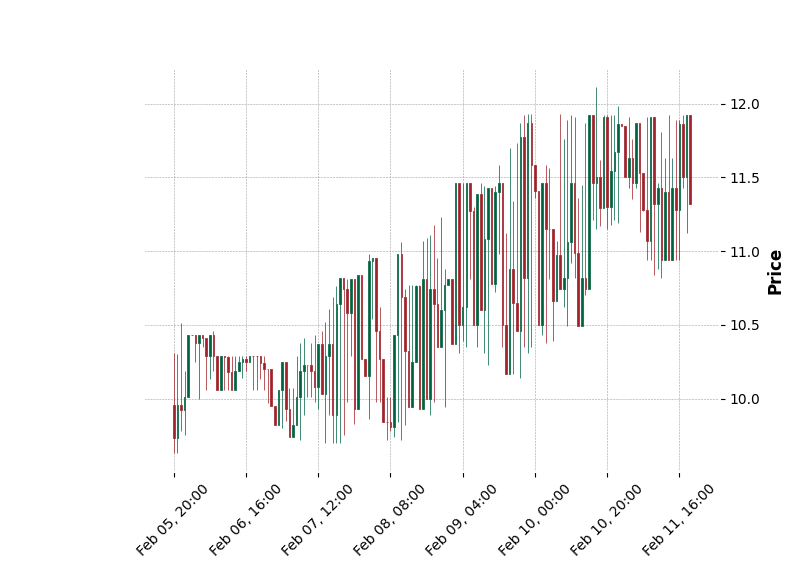 12.0
11.5
11.0
10.5
10.0
Price
Feb 05, 20:00
Feb 06, 16:00
Feb 07, 12:00
Feb 08, 08:00
Feb 09, 04:00
Feb 10, 00:00
Feb 10, 20:00
Feb 11, 16:00